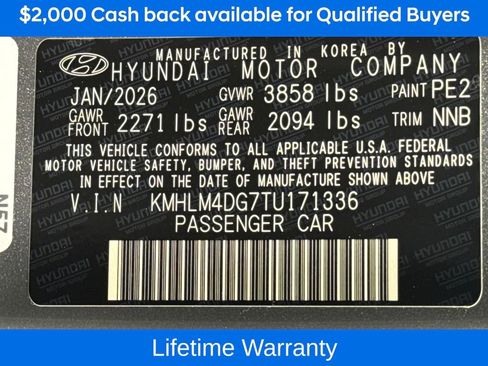 $2,000 Cash back available for Qualified Buyers
MANUFACTURED IN KOREA BY
HYUNDAI MOTOR COMPANY
JAN/2026 GVWR 3858 lbs PAINT PE2
GAWR FRONT 2271 lbs GAWR REAR 2094 lbs TRIM NNB
THIS VEHICLE CONFORMS TO ALL APPLICABLE U.S.A. FEDERAL
MOTOR VEHICLE SAFETY, BUMPER, AND THEFT PREVENTION STANDARDS
IN EFFECT ON THE DATE OF MANUFACTURE SHOWN ABOVE
V.I.N KMHLM4DG7TU171336
PASSENGER CAR
Lifetime Warranty